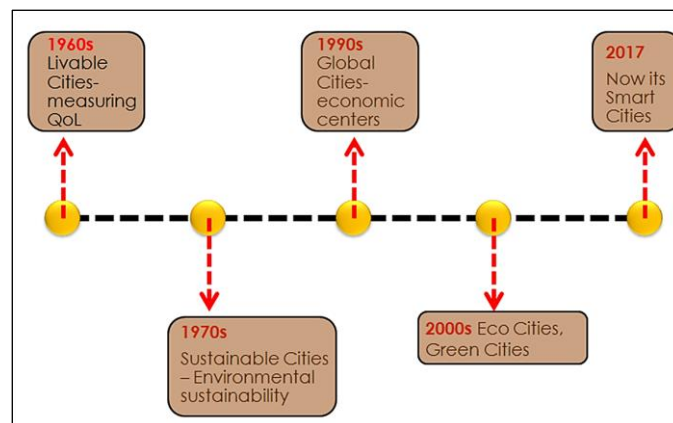 1960s
Livable
Cities-
measuring
QoL
1970s
Sustainable Cities
– Environmental
sustainability
1990s
Global
Cities-
economic
centers
2000s Eco Cities,
Green Cities
2017
Now its
Smart
Cities